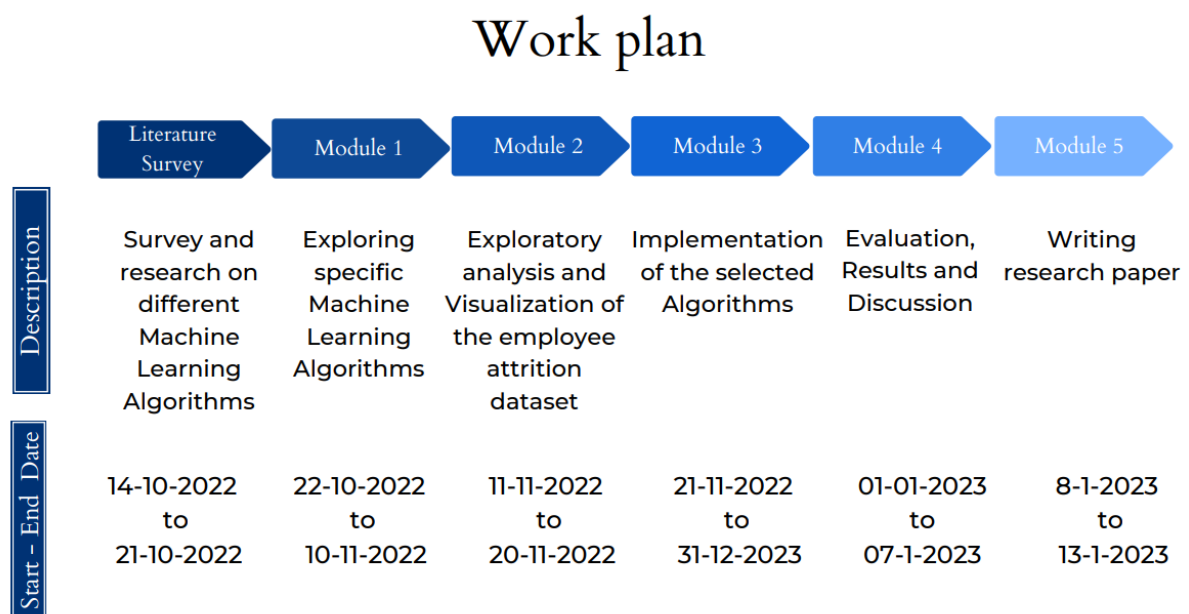 Work plan
Literature
Survey
Module 1
Module 2
Module 3
Module 4
Module 5
Description
Survey and
research on
different
Machine
Learning
Algorithms
Exploring
specific
Machine
Learning
Algorithms
Exploratory
analysis and
Visualization of
the employee
attrition
dataset
Implementation
of the selected
Algorithms
Evaluation,
Results and
Discussion
Writing
research paper
Start - End Date
14-10-2022
to
21-10-2022
22-10-2022
to
10-11-2022
11-11-2022
to
20-11-2022
21-11-2022
to
31-12-2023
01-01-2023
to
07-1-2023
8-1-2023
to
13-1-2023